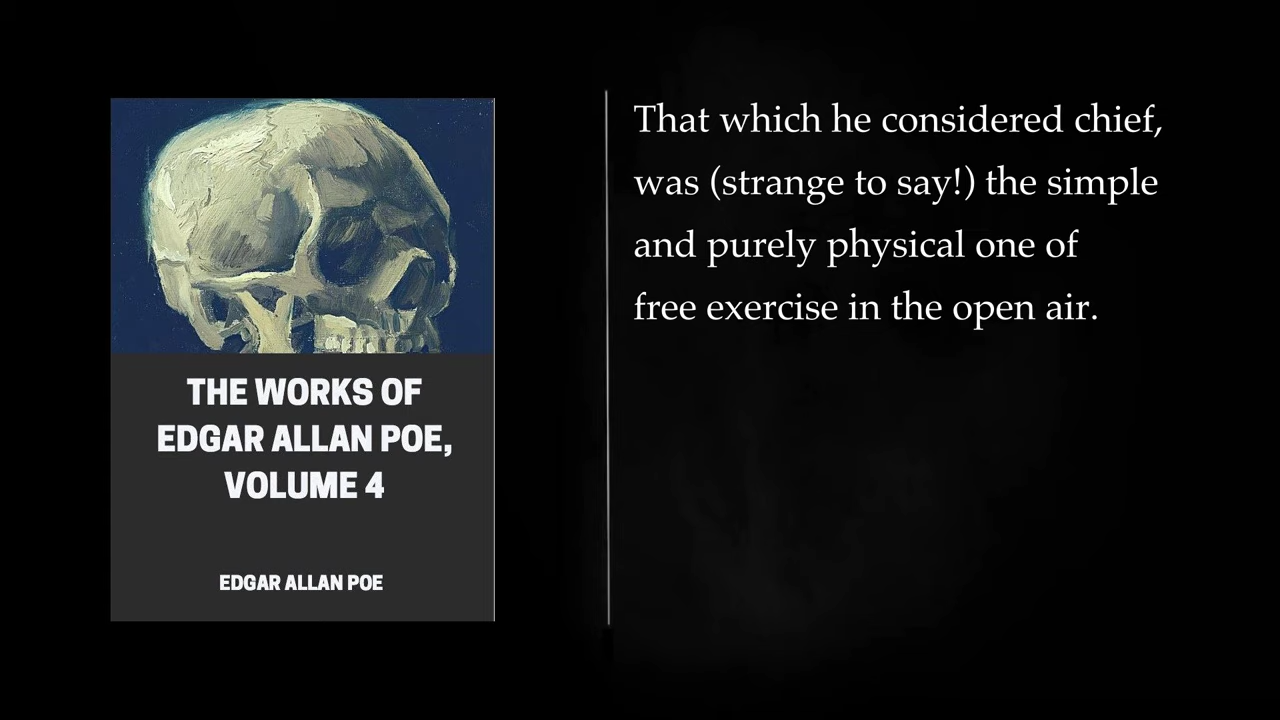 THE WORKS OF
EDGAR ALLAN POE,
VOLUME 4
EDGAR ALLAN POE
That which he considered chief,
was (strange to say!) the simple
and purely physical one of
free exercise in the open air.